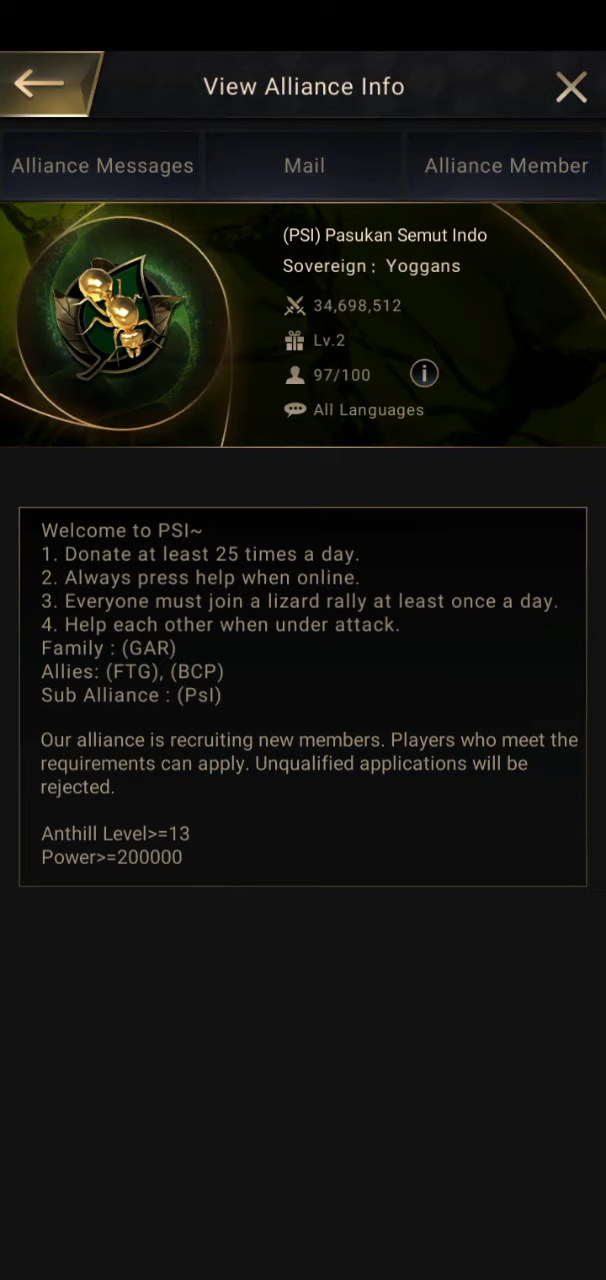 View Alliance Info
Alliance Messages
Mail
Alliance Member
(PSI) Pasukan Semut Indo
Sovereign : Yoggans
34,698,512
Lv.2
97/100
All Languages
Welcome to PSI~
1. Donate at least 25 times a day.
2. Always press help when online.
3. Everyone must join a lizard rally at least once a day.
4. Help each other when under attack.
Family : (GAR)
Allies: (FTG), (BCP)
Sub Alliance : (PsI)
Our alliance is recruiting new members. Players who meet the
requirements can apply. Unqualified applications will be
rejected.
Anthill Level>=13
Power>=200000